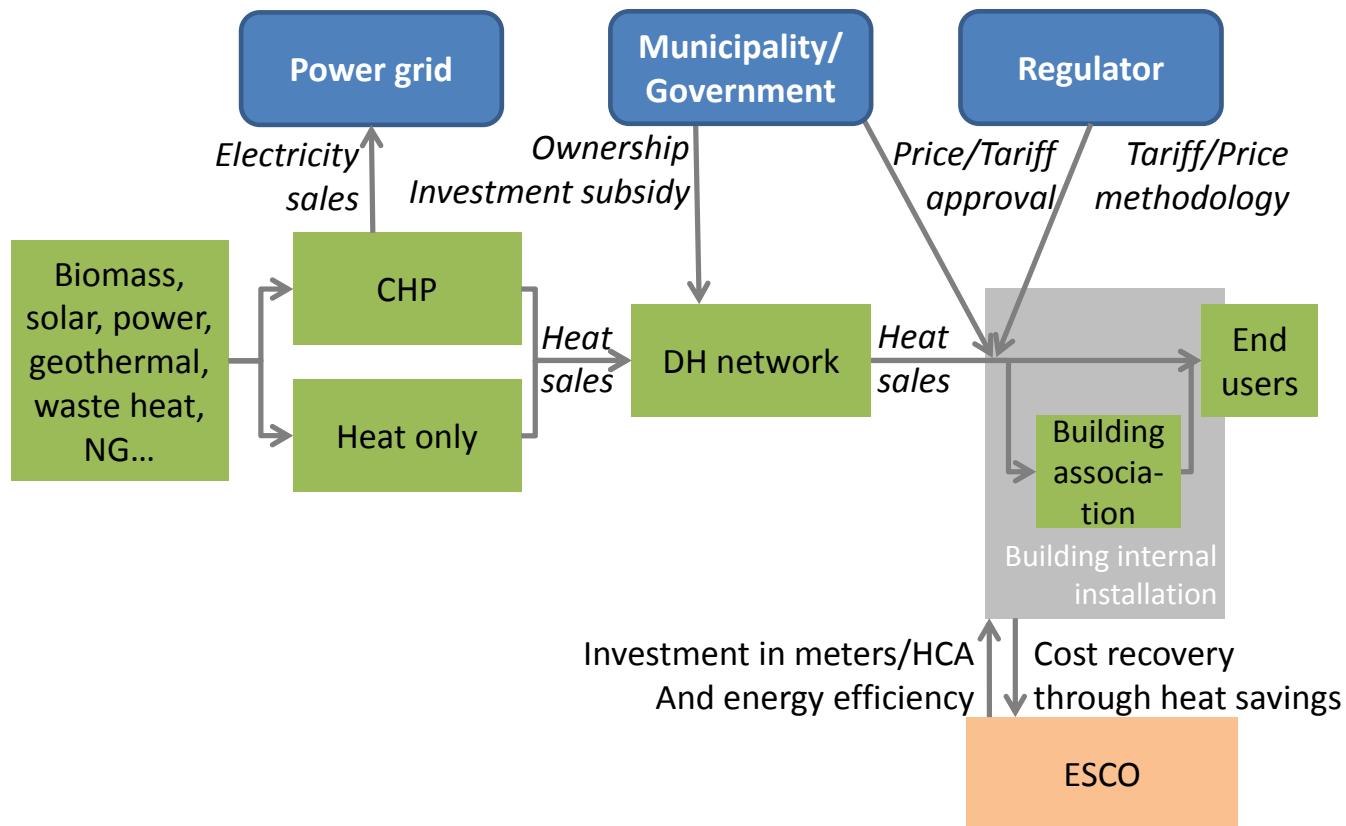 Power grid
Municipality/
Government
Regulator
Electricity
sales
Ownership
Investment subsidy
Price/Tariff
approval
Tariff/Price
methodology
Biomass,
solar, power,
geothermal,
waste heat,
NG...
CHP
Heat only
Heat
sales
DH network
Heat
sales
End
users
Building
associa-
tion
Building internal
installation
Investment in meters/HCA
And energy efficiency
Cost recovery
through heat savings
ESCO